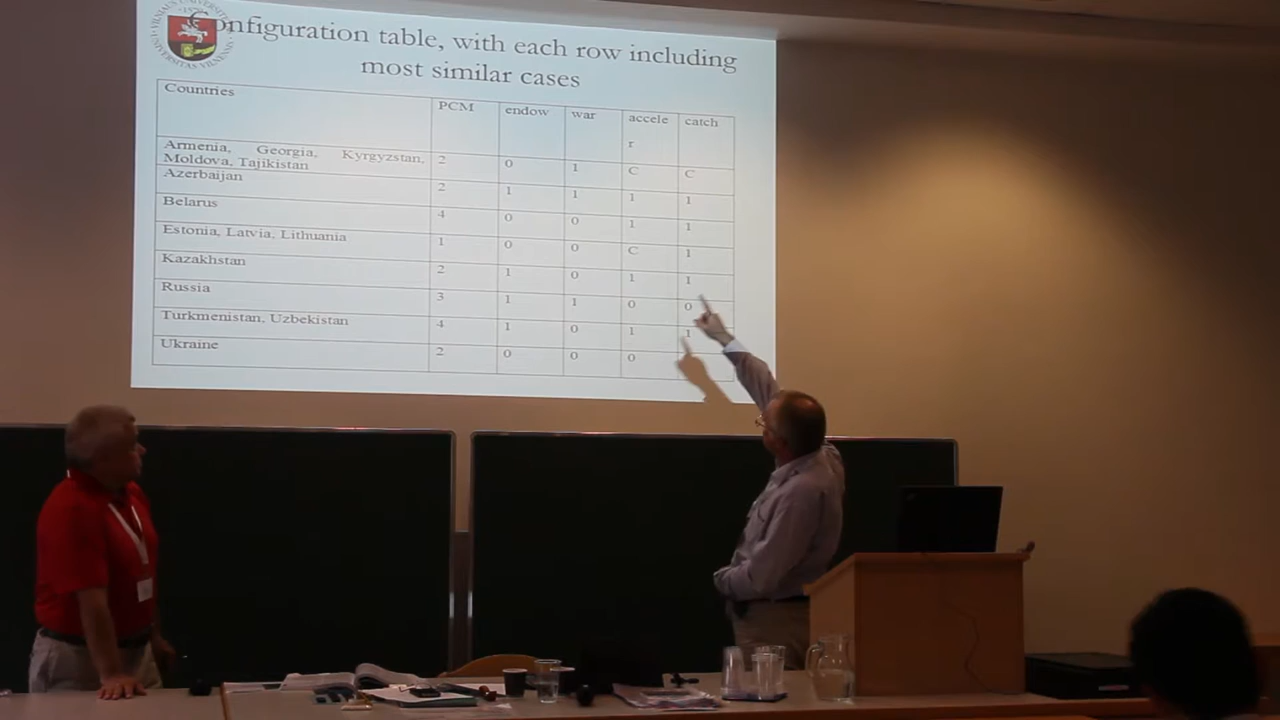 Configuration table, with each row including
most similar cases
Countries PCM endow war acceler catch
Armenia, Georgia, Kyrgyzstan, Moldova, Tajikistan 2 0 1 C C
Azerbaijan 2 1 1 1 1
Belarus 4 0 0 1 1
Estonia, Latvia, Lithuania 1 0 0 C 1
Kazakhstan 2 1 0 1 1
Russia 3 1 1 0 0
Turkmenistan, Uzbekistan 4 1 0 1 1
Ukraine 2 0 0 0